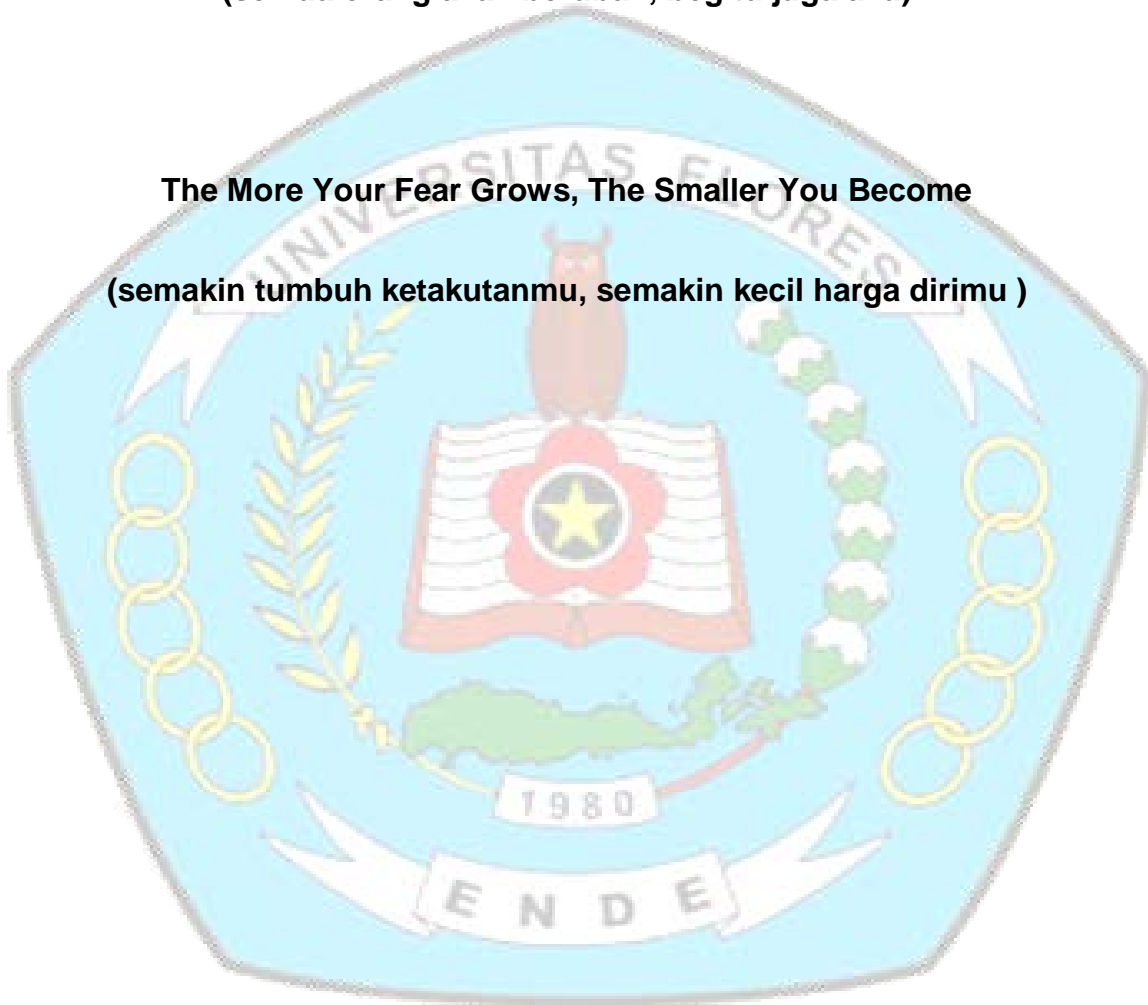 The More Your Fear Grows, The Smaller You Become
(semakin tumbuh ketakutanmu, semakin kecil harga dirimu )
UNIVERSITAS FLORES
1980
ENDE